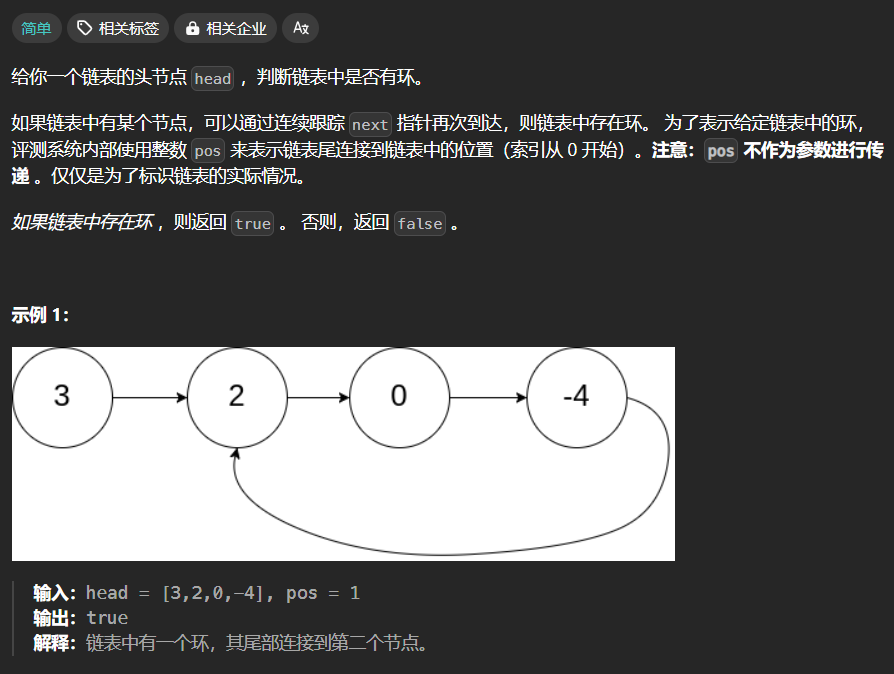 简单 相关标签 相关企业 A文
给你一个链表的头节点 head ，判断链表中是否有环。
如果链表中有某个节点，可以通过连续跟踪 next 指针再次到达，则链表中存在环。 为了表示给定链表中的环，
评测系统内部使用整数 pos 来表示链表尾连接到链表中的位置（索引从 0 开始）。注意：pos 不作为参数进行传
递 。仅仅是为了标识链表的实际情况。
如果链表中存在环 ，则返回 true 。 否则，返回 false 。
示例 1：
3 2 0 -4
输入：head = [3,2,0,-4], pos = 1
输出：true
解释：链表中有一个环，其尾部连接到第二个节点。